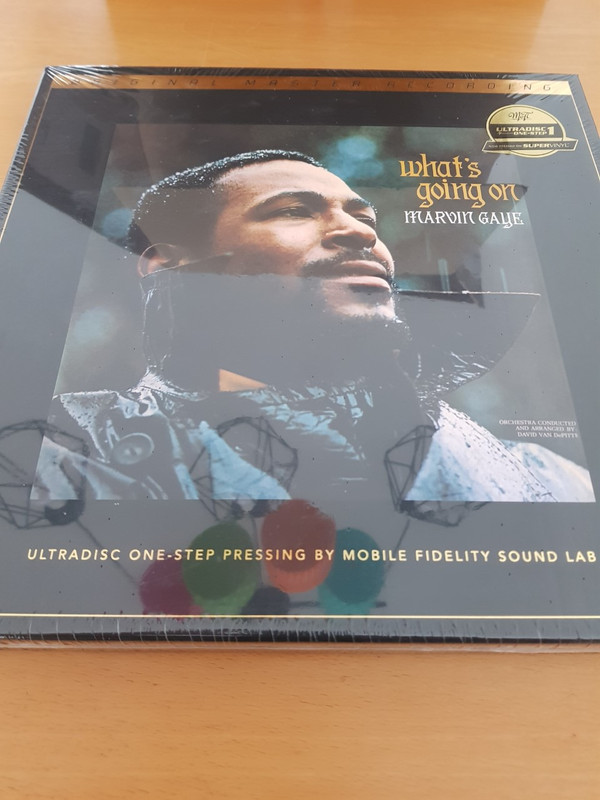 ORIGINAL MASTER RECORDING
MoFi
ULTRADISC
ONE-STEP 1
SUPERVINYL
what's
going on
MARVIN GAYE
ORCHESTRA CONDUCTED
AND ARRANGED BY
DAVID VAN DePITTE
ULTRADISC ONE-STEP PRESSING BY MOBILE FIDELITY SOUND LAB